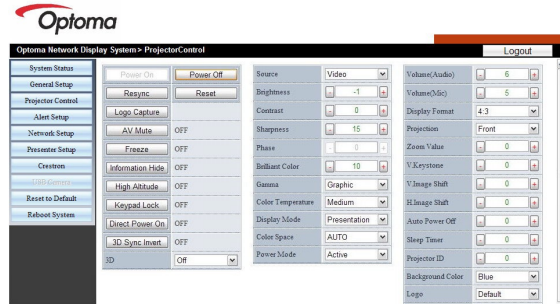 Optoma
Optoma Network Display System> ProjectorControl
Logout
System Status
General Setup
Projector Control
Alert Setup
Network Setup
Presenter Setup
Crestron
Reset to Default
Reboot System
Power On Power Off
Resync Reset
Logo Capture
AV Mute OFF
Freeze OFF
Information Hide OFF
High Altitude OFF
Keypad Lock OFF
Direct Power On OFF
3D Sync Invert OFF
3D Off
Source Video
Brightness - -1 +
Contrast - 0 +
Sharpness - 15 +
Phase - 0 +
Brilliant Color - 10 +
Gamma Graphic
Color Temperature Medium
Display Mode Presentation
Color Space AUTO
Power Mode Active
Volume(Audio) - 6 +
Volume(Mic) - 5 +
Display Format 4:3
Projection Front
Zoom Value - 0 +
V.Keystone - 0 +
V.Image Shift - 0 +
H.Image Shift - 0 +
Auto Power Off - 0 +
Sleep Timer - 0 +
Projector ID - 0 +
Background Color Blue
Logo Default